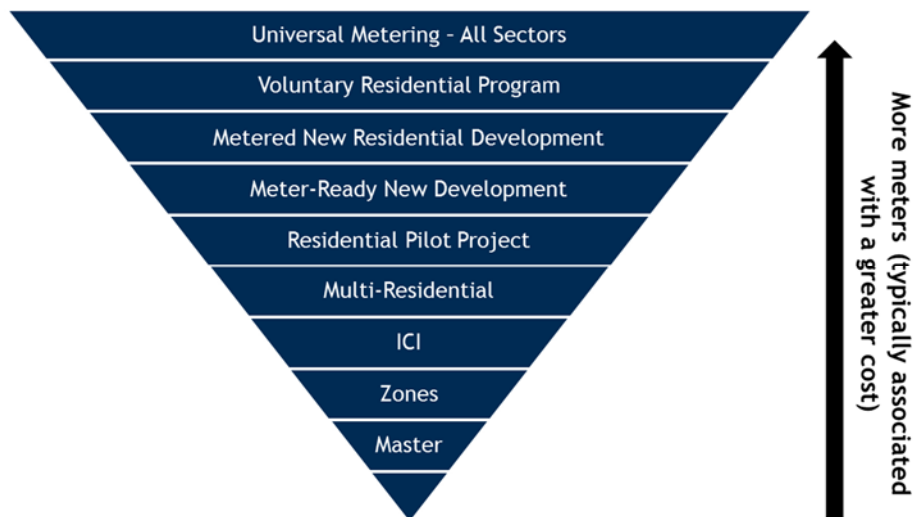 Universal Metering – All Sectors
Voluntary Residential Program
Metered New Residential Development
Meter-Ready New Development
Residential Pilot Project
Multi-Residential
ICI
Zones
Master
More meters (typically associated
with a greater cost)